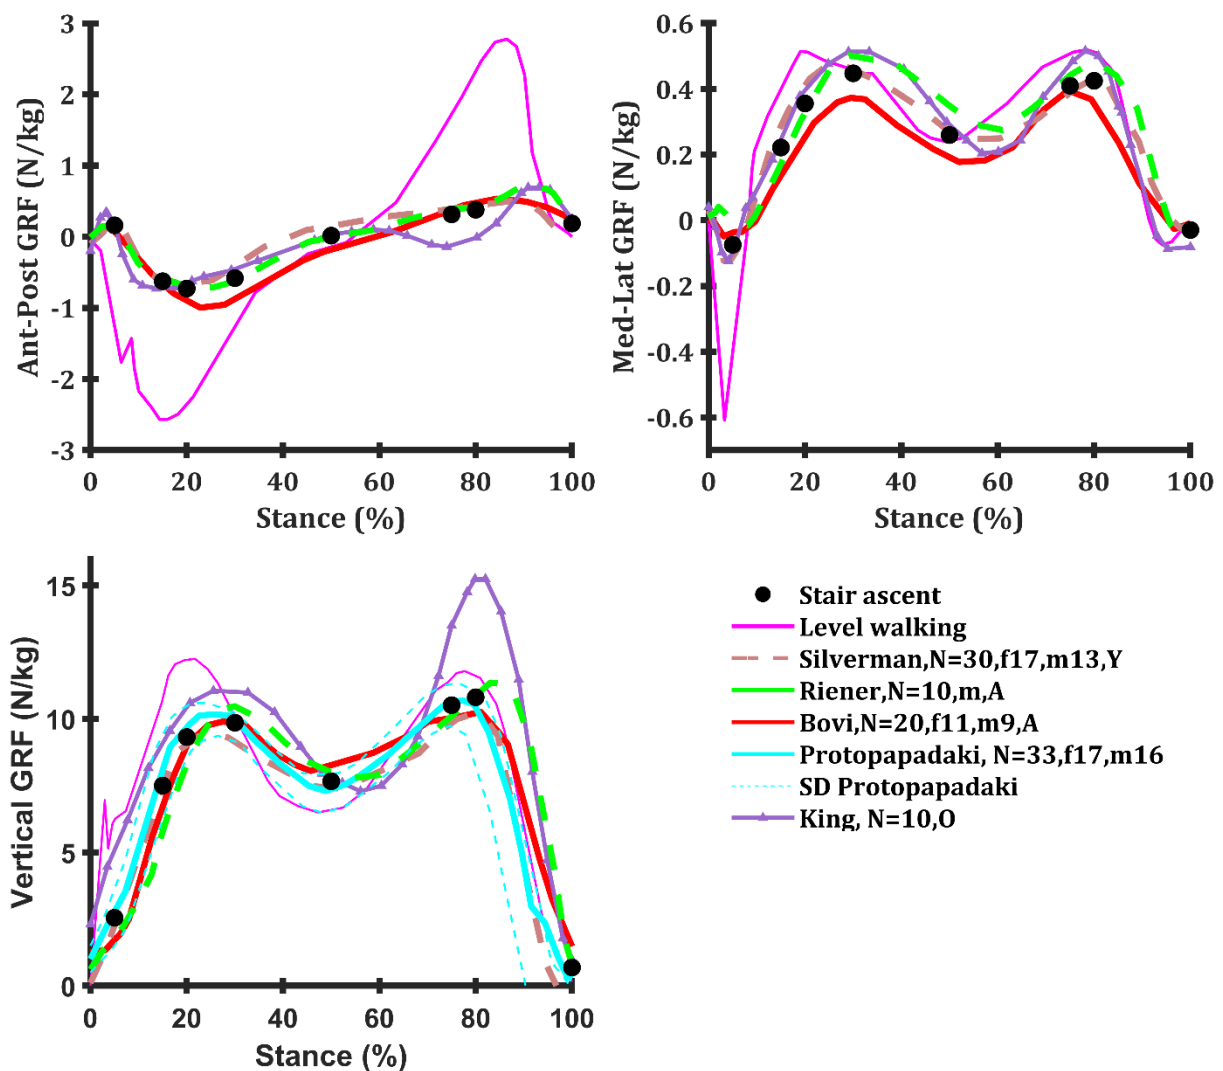 3
2
1
0
-1
-2
-3
Ant-Post GRF (N/kg)
0 20 40 60 80 100
Stance (%)
0.6
0.4
0.2
0
-0.2
-0.4
-0.6
Med-Lat GRF (N/kg)
0 20 40 60 80 100
Stance (%)
15
10
5
0
Vertical GRF (N/kg)
0 20 40 60 80 100
Stance (%)
Stair ascent
Level walking
Silverman,N=30,f17,m13,Y
Riener,N=10,m,A
Bovi,N=20,f11,m9,A
Protopapadaki, N=33,f17,m16
SD Protopapadaki
King, N=10,O